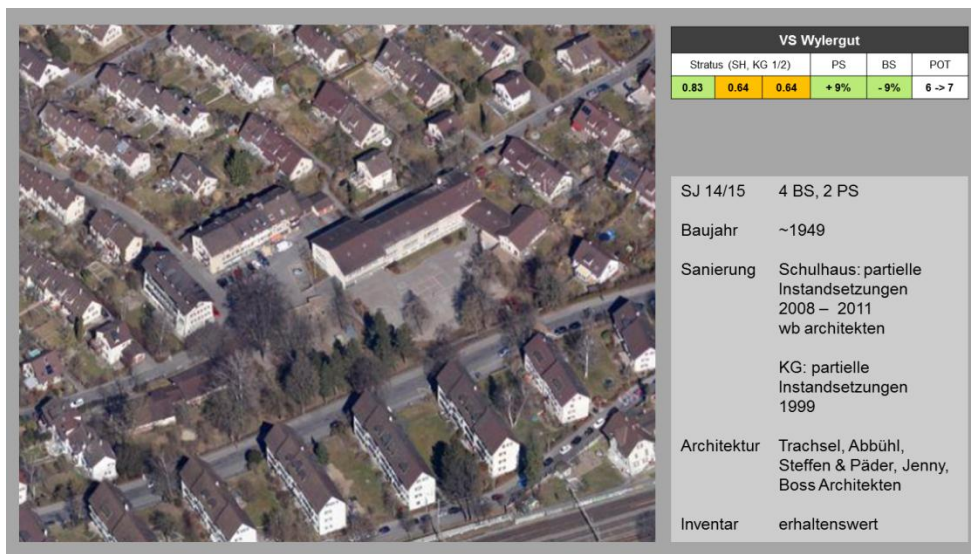 VS Wylergut
Stratus (SH, KG 1/2) PS BS POT
0.83 0.64 0.64 + 9% - 9% 6 -> 7
SJ 14/15 4 BS, 2 PS
Baujahr ~1949
Sanierung Schulhaus: partielle
Instandsetzungen
2008 – 2011
wb architekten
KG: partielle
Instandsetzungen
1999
Architektur Trachsel, Abbühl,
Steffen & Päder, Jenny,
Boss Architekten
Inventar erhaltenswert